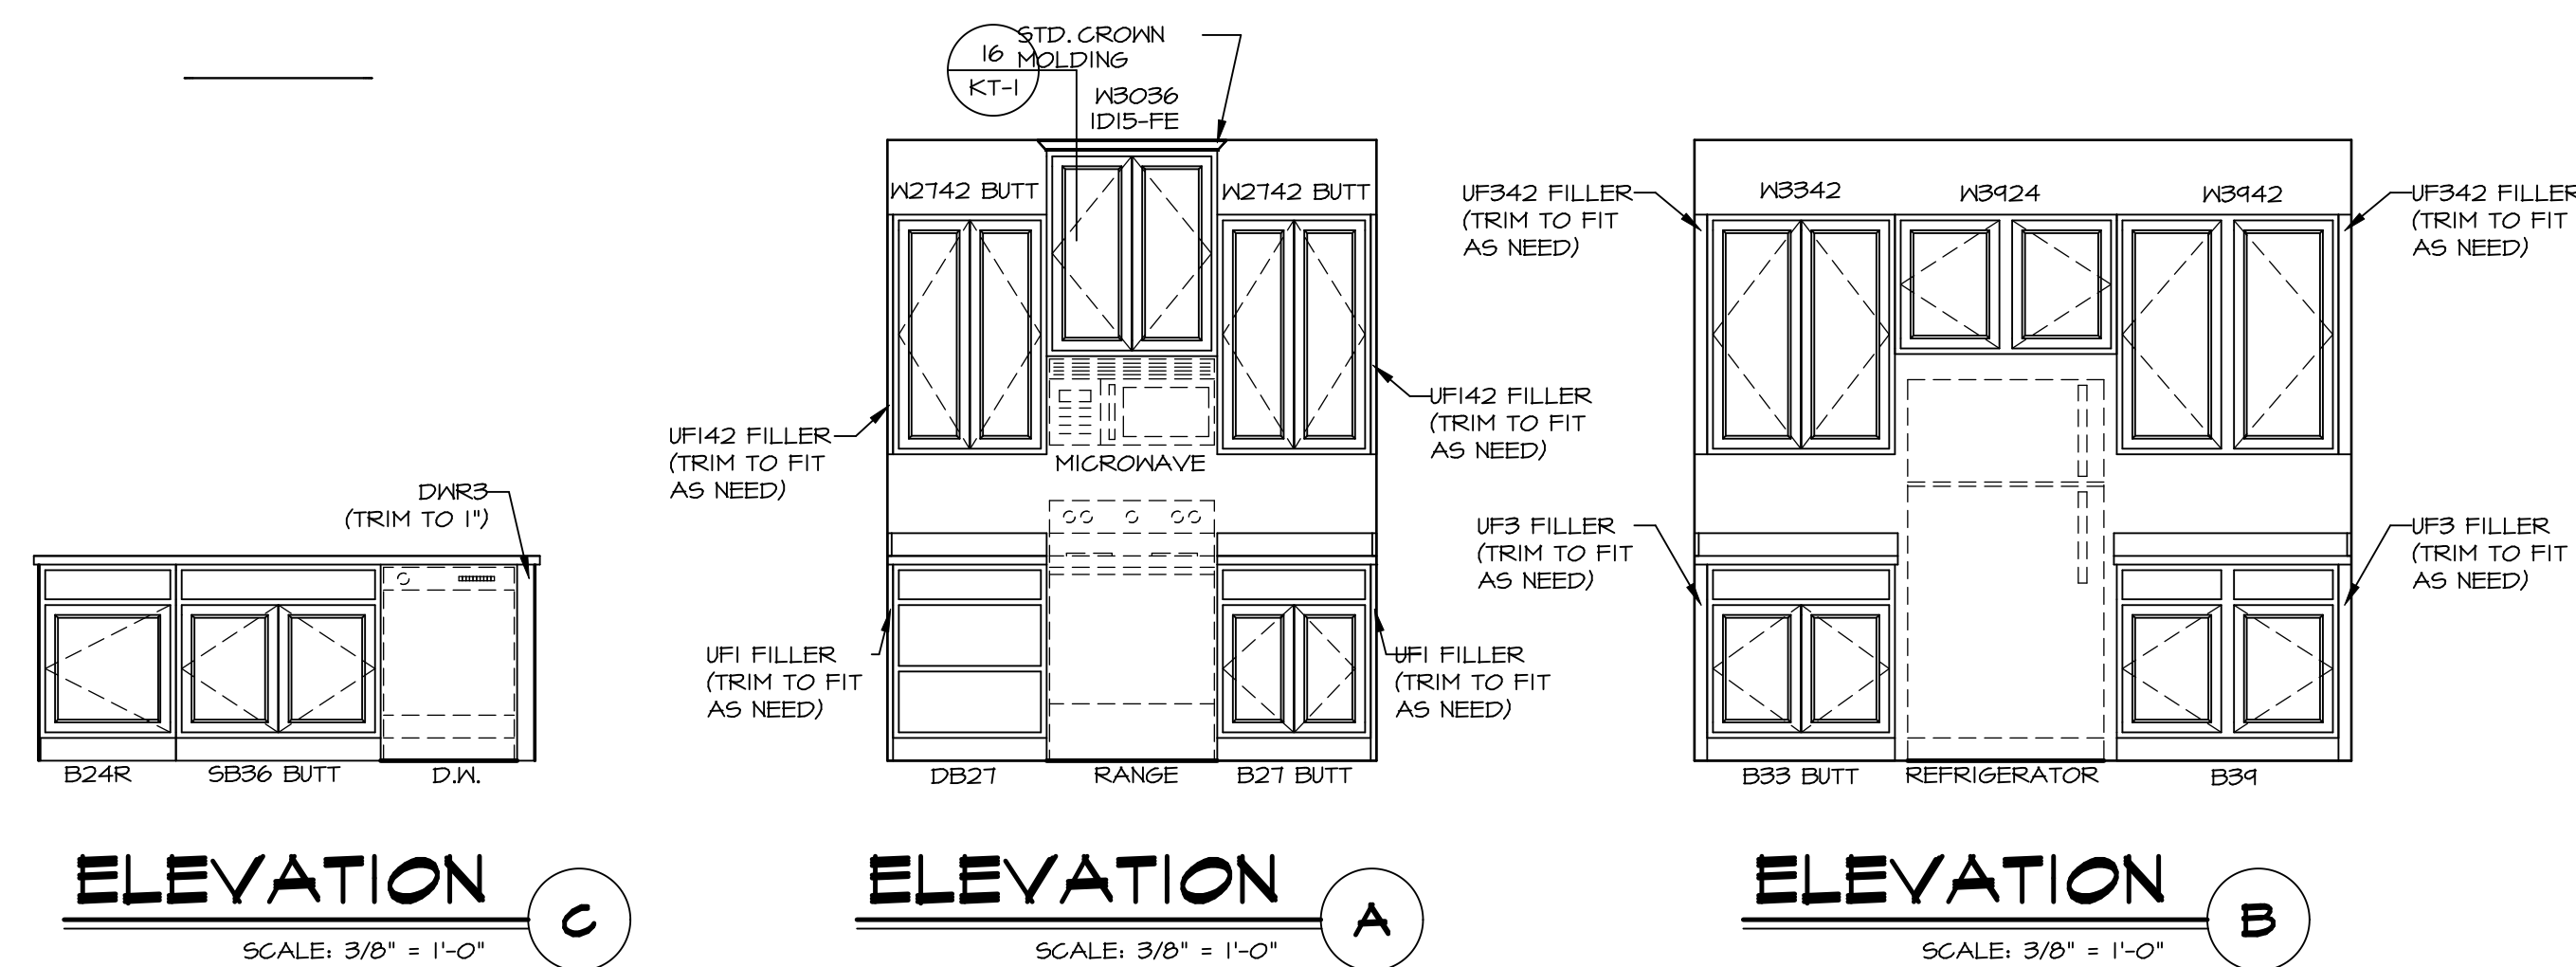 DWR3
(TRIM TO 1")
B24R
SB36 BUTT
D.W.
ELEVATION
C
SCALE: 3/8" = 1'-0"
16
KT-1
STD. CROWN
MOLDING
W3036
1D15-FE
W2742 BUTT
W2742 BUTT
UF142 FILLER
(TRIM TO FIT
AS NEED)
MICROWAVE
UF142 FILLER
(TRIM TO FIT
AS NEED)
UF1 FILLER
(TRIM TO FIT
AS NEED)
UF1 FILLER
(TRIM TO FIT
AS NEED)
DB27
RANGE
B27 BUTT
ELEVATION
A
SCALE: 3/8" = 1'-0"
UF342 FILLER
(TRIM TO FIT
AS NEED)
W3342
W3924
W3942
UF342 FILLER
(TRIM TO FIT
AS NEED)
UF3 FILLER
(TRIM TO FIT
AS NEED)
UF3 FILLER
(TRIM TO FIT
AS NEED)
B33 BUTT
REFRIGERATOR
B39
ELEVATION
B
SCALE: 3/8" = 1'-0"